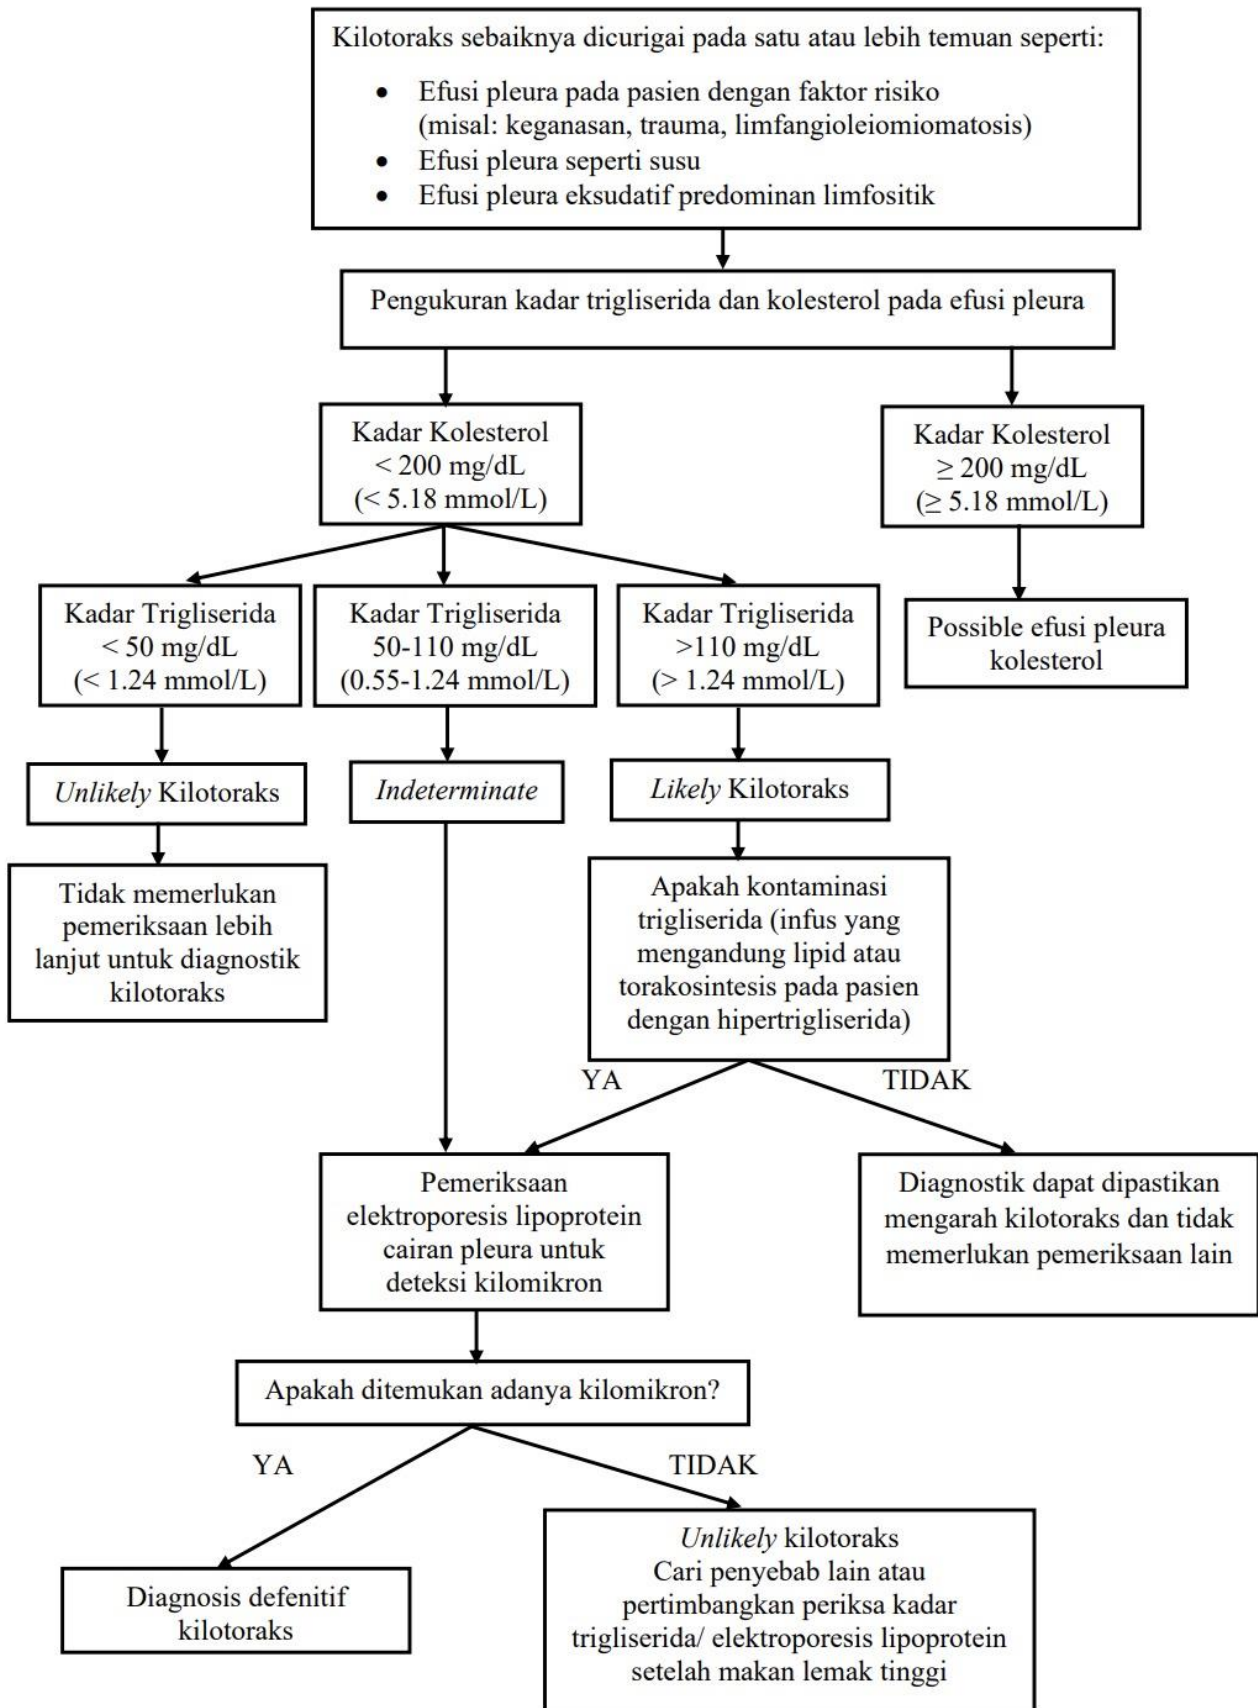 Kilotoraks sebaiknya dicurigai pada satu atau lebih temuan seperti:
• Efusi pleura pada pasien dengan faktor risiko
(misal: keganasan, trauma, limfangioleiomiomatosis)
• Efusi pleura seperti susu
• Efusi pleura eksudatif predominan limfositik
Pengukuran kadar trigliserida dan kolesterol pada efusi pleura
Kadar Kolesterol
< 200 mg/dL
(< 5.18 mmol/L)
Kadar Kolesterol
≥ 200 mg/dL
(≥ 5.18 mmol/L)
Kadar Trigliserida
< 50 mg/dL
(< 1.24 mmol/L)
Kadar Trigliserida
50-110 mg/dL
(0.55-1.24 mmol/L)
Kadar Trigliserida
>110 mg/dL
(> 1.24 mmol/L)
Possible efusi pleura
kolesterol
Unlikely Kilotoraks
Indeterminate
Likely Kilotoraks
Tidak memerlukan
pemeriksaan lebih
lanjut untuk diagnostik
kilotoraks
Apakah kontaminasi
trigliserida (infus yang
mengandung lipid atau
torakosintesis pada pasien
dengan hipertrigliserida)
YA
TIDAK
Pemeriksaan
elektroporesis lipoprotein
cairan pleura untuk
deteksi kilomikron
Diagnostik dapat dipastikan
mengarah kilotoraks dan tidak
memerlukan pemeriksaan lain
Apakah ditemukan adanya kilomikron?
YA
TIDAK
Diagnosis defenitif
kilotoraks
Unlikely kilotoraks
Cari penyebab lain atau
pertimbangkan periksa kadar
trigliserida/ elektroporesis lipoprotein
setelah makan lemak tinggi